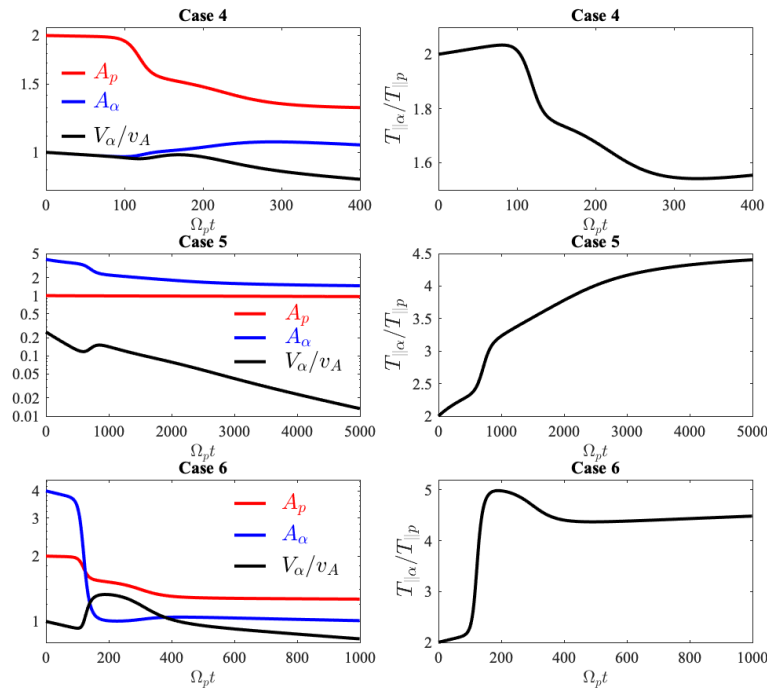 Case 4
2
1.5
1
A_p
A_α
V_α/v_A
0 100 200 300 400
Ω_p t
Case 4
T_∥α/T_∥p
2
1.8
1.6
0 100 200 300 400
Ω_p t
Case 5
5
2
1
0.5
0.2
0.1
0.05
0.02
0.01
A_p
A_α
V_α/v_A
0 1000 2000 3000 4000 5000
Ω_p t
Case 5
T_∥α/T_∥p
4.5
4
3.5
3
2.5
2
0 1000 2000 3000 4000 5000
Ω_p t
Case 6
4
3
2
1
A_p
A_α
V_α/v_A
0 200 400 600 800 1000
Ω_p t
Case 6
T_∥α/T_∥p
5
4
3
2
0 200 400 600 800 1000
Ω_p t